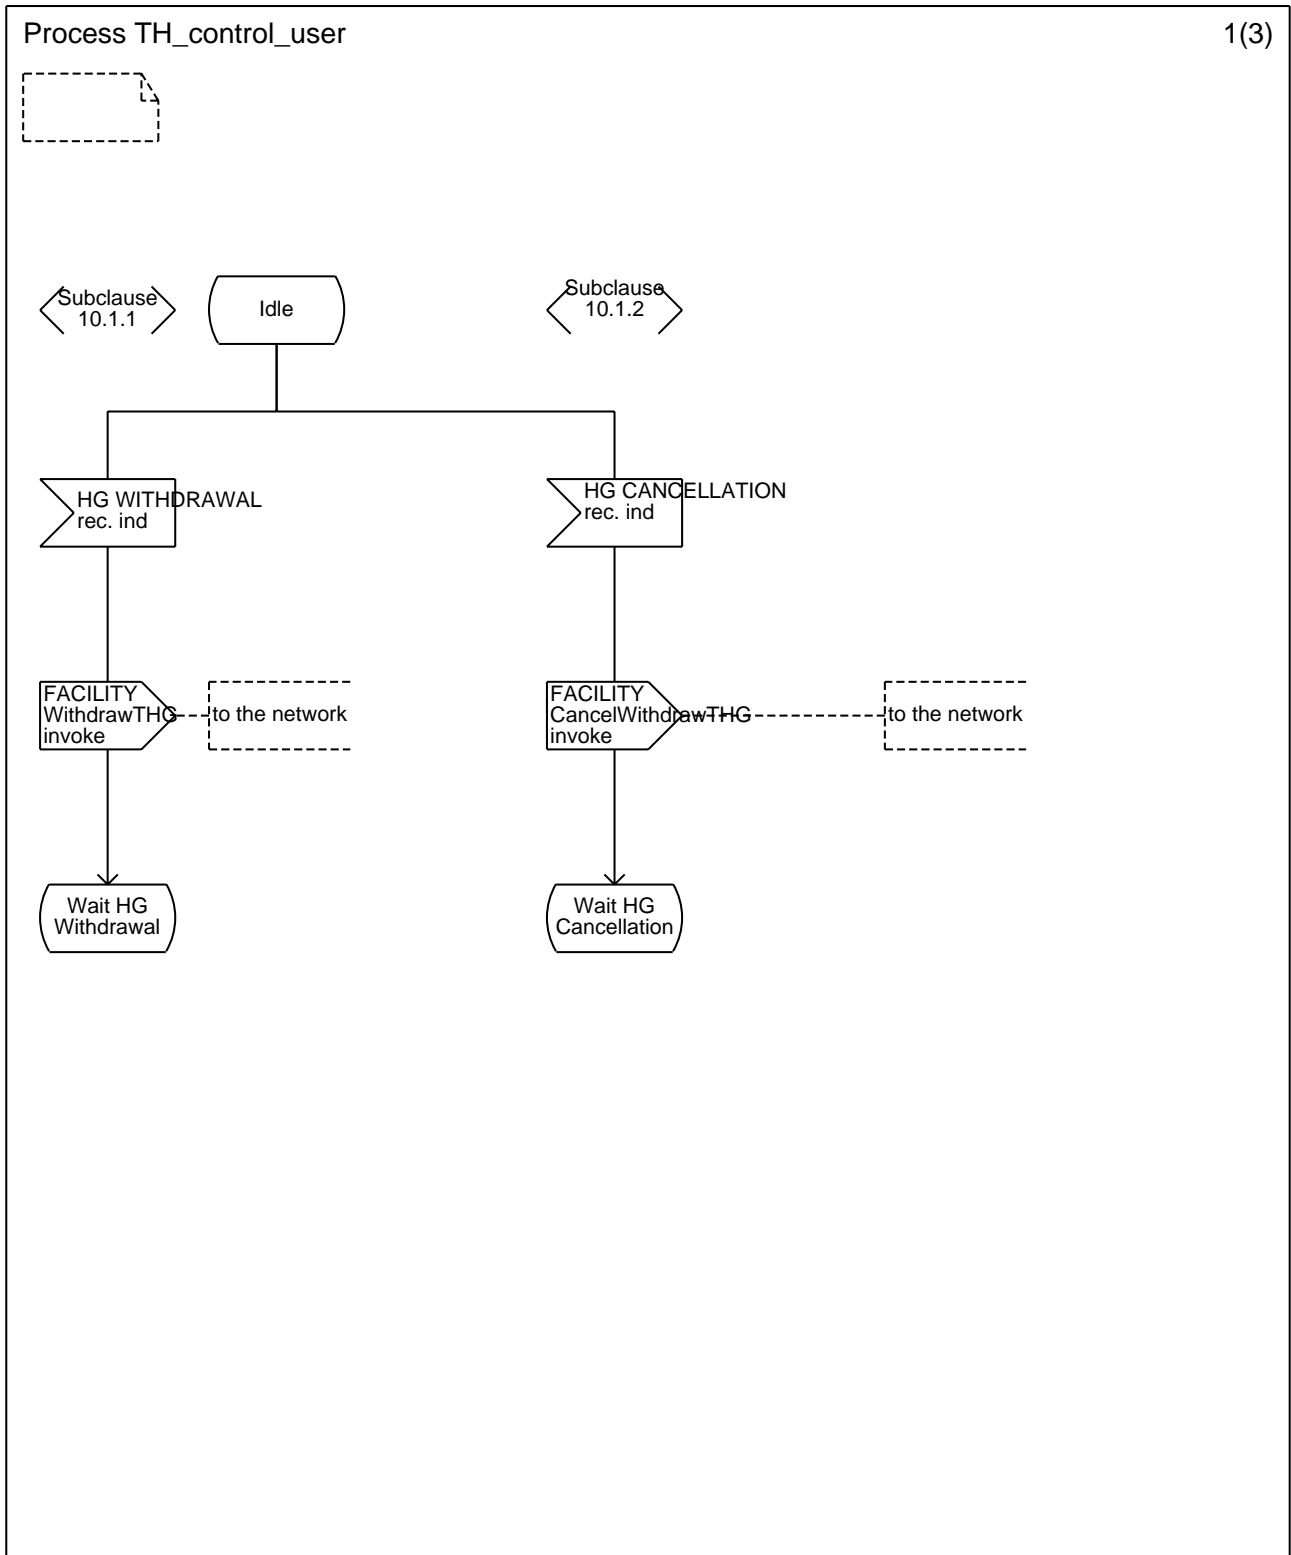 Process TH_control_user
1(3)
Subclause
10.1.1
Idle
Subclause
10.1.2
HG WITHDRAWAL
rec. ind
HG CANCELLATION
rec. ind
FACILITY
WithdrawTHG
invoke
to the network
FACILITY
CancelWithdrawTHG
invoke
to the network
Wait HG
Withdrawal
Wait HG
Cancellation